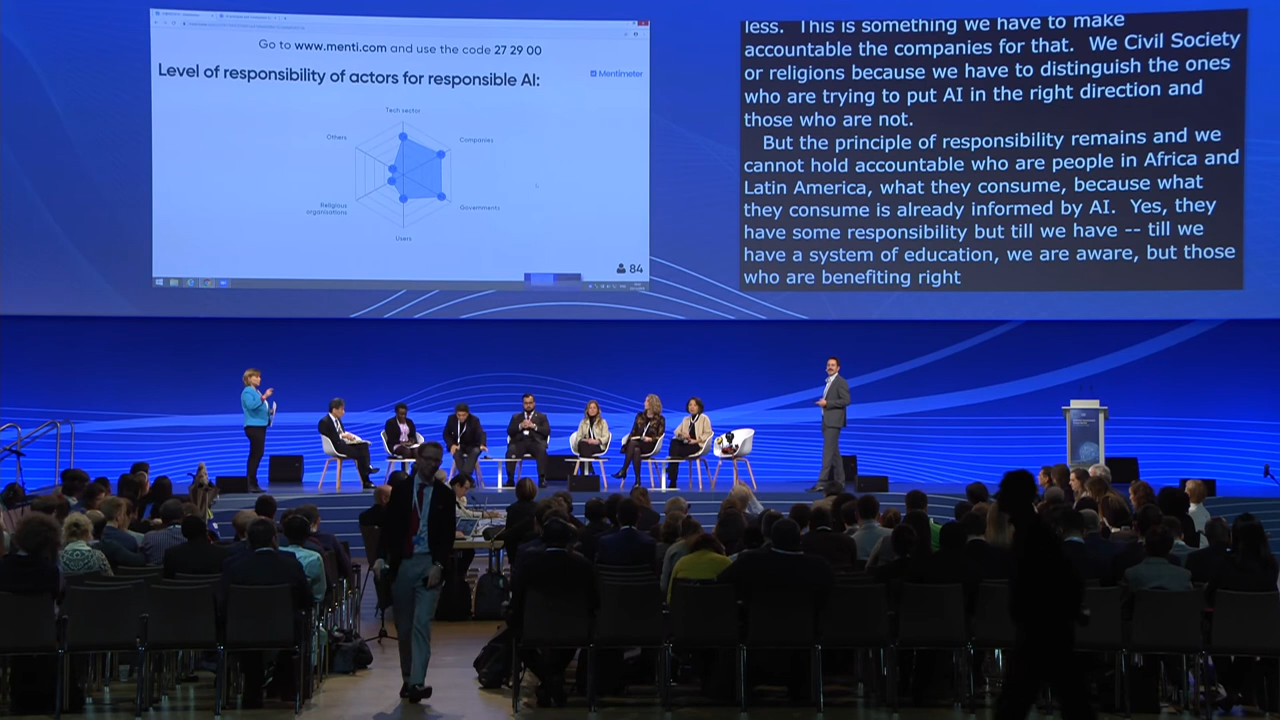 Go to www.menti.com and use the code 27 29 00
Level of responsibility of actors for responsible AI:
Mentimeter
Tech sector
Others
Companies
Religious
organisations
Governments
Users
84
less. This is something we have to make
accountable the companies for that. We Civil Society
or religions because we have to distinguish the ones
who are trying to put AI in the right direction and
those who are not.
But the principle of responsibility remains and we
cannot hold accountable who are people in Africa and
Latin America, what they consume, because what
they consume is already informed by AI. Yes, they
have some responsibility but till we have -- till we
have a system of education, we are aware, but those
who are benefiting right